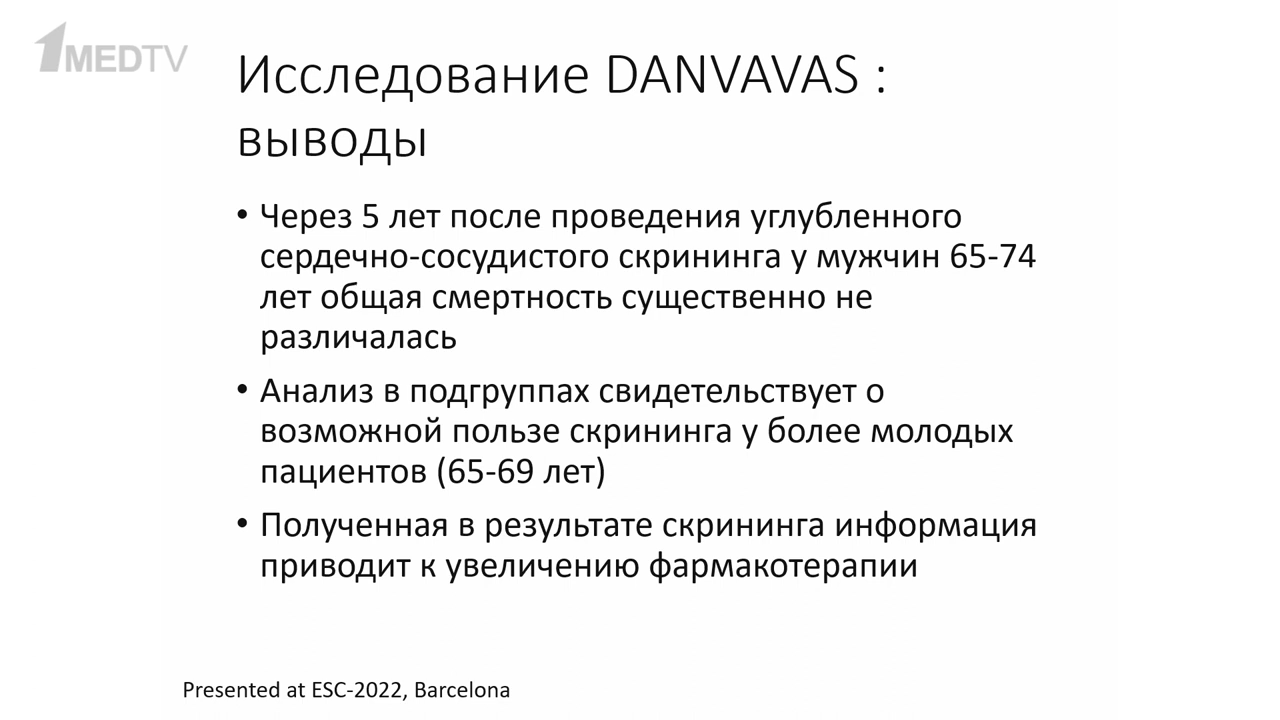 1MEDTV
Исследование DANVAVAS :
выводы
• Через 5 лет после проведения углубленного
сердечно-сосудистого скрининга у мужчин 65-74
лет общая смертность существенно не
различалась
• Анализ в подгруппах свидетельствует о
возможной пользе скрининга у более молодых
пациентов (65-69 лет)
• Полученная в результате скрининга информация
приводит к увеличению фармакотерапии
Presented at ESC-2022, Barcelona